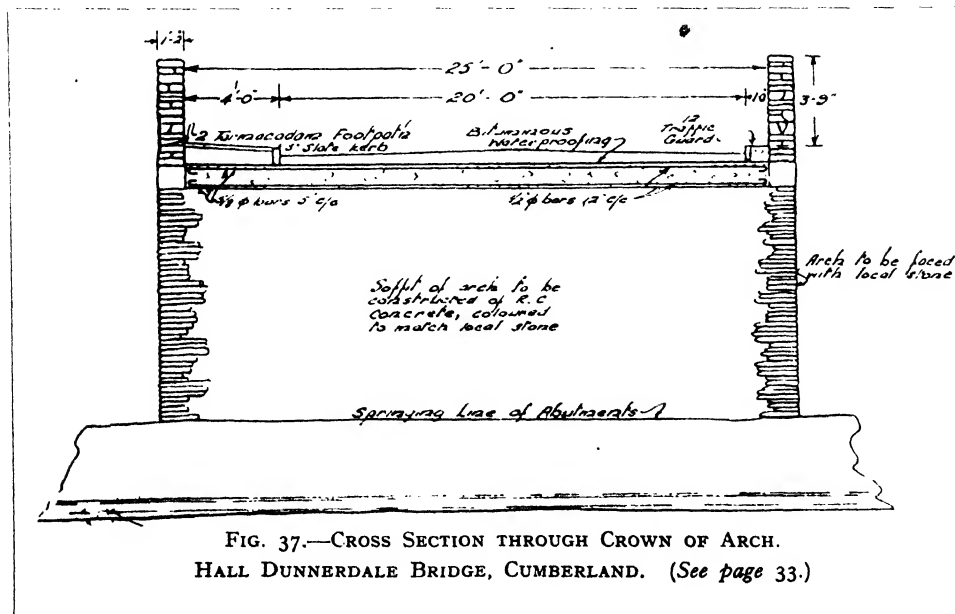 1'-3"
25'- 0"
4'-0"
20'- 0"
10"
3'-9"
2 Tarmacadam Footpath
5" Slate Kerb
Bituminous
Waterproofing
12
Traffic
Guard
bars 5" c/c
½ φ bars 12" c/c
Arch to be faced
with local stone
Soffit of arch to be
constructed of R.C
concrete, coloured
to match local stone
Springing Line of Abutments
FIG. 37.—CROSS SECTION THROUGH CROWN OF ARCH.
HALL DUNNERDALE BRIDGE, CUMBERLAND. (See page 33.)